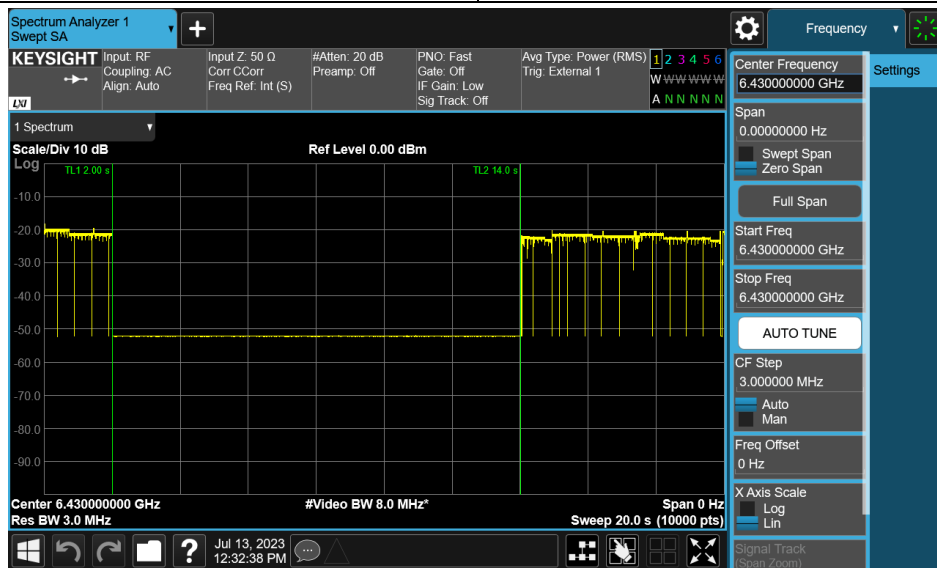 Spectrum Analyzer 1
Swept SA
Frequency
KEYSIGHT
LXI
Input: RF
Coupling: AC
Align: Auto
Input Z: 50 Ω
Corr CCorr
Freq Ref: Int (S)
#Atten: 20 dB
Preamp: Off
PNO: Fast
Gate: Off
IF Gain: Low
Sig Track: Off
Avg Type: Power (RMS)
Trig: External 1
1 2 3 4 5 6
W W W W W W
A N N N N N
1 Spectrum
Scale/Div 10 dB
Ref Level 0.00 dBm
Log
TL1 2.00 s
TL2 14.0 s
-10.0
-20.0
-30.0
-40.0
-50.0
-60.0
-70.0
-80.0
-90.0
Center 6.430000000 GHz
#Video BW 8.0 MHz*
Span 0 Hz
Res BW 3.0 MHz
Sweep 20.0 s (10000 pts)
Jul 13, 2023
12:32:38 PM
Center Frequency
6.430000000 GHz
Settings
Span
0.00000000 Hz
Swept Span
Zero Span
Full Span
Start Freq
6.430000000 GHz
Stop Freq
6.430000000 GHz
AUTO TUNE
CF Step
3.000000 MHz
Auto
Man
Freq Offset
0 Hz
X Axis Scale
Log
Lin
Signal Track
(Span Zoom)